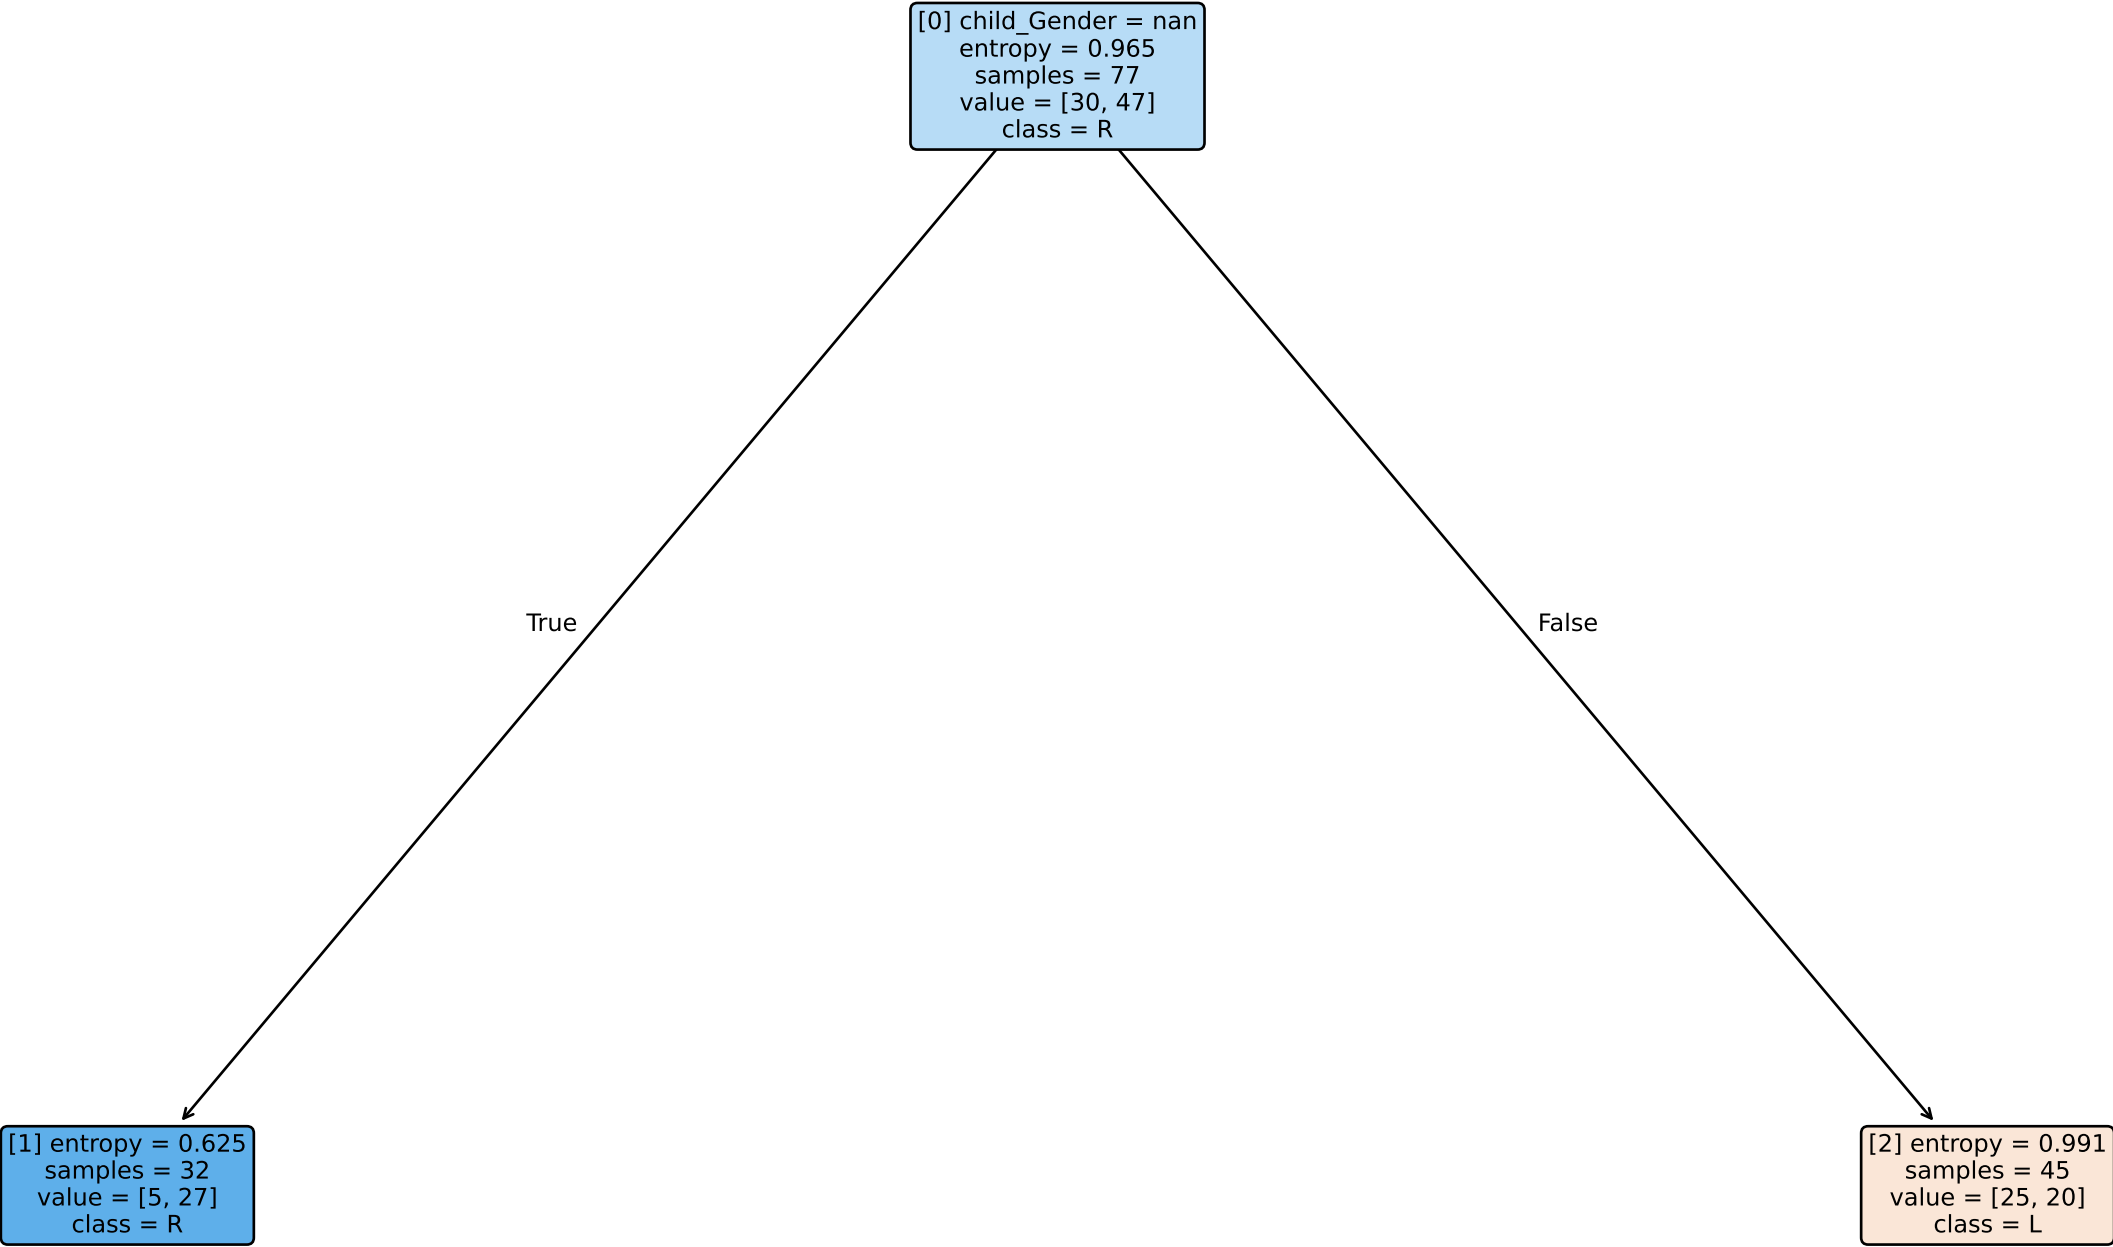 [0] child_Gender = nan
entropy = 0.965
samples = 77
value = [30, 47]
class = R
True
False
[1] entropy = 0.625
samples = 32
value = [5, 27]
class = R
[2] entropy = 0.991
samples = 45
value = [25, 20]
class = L